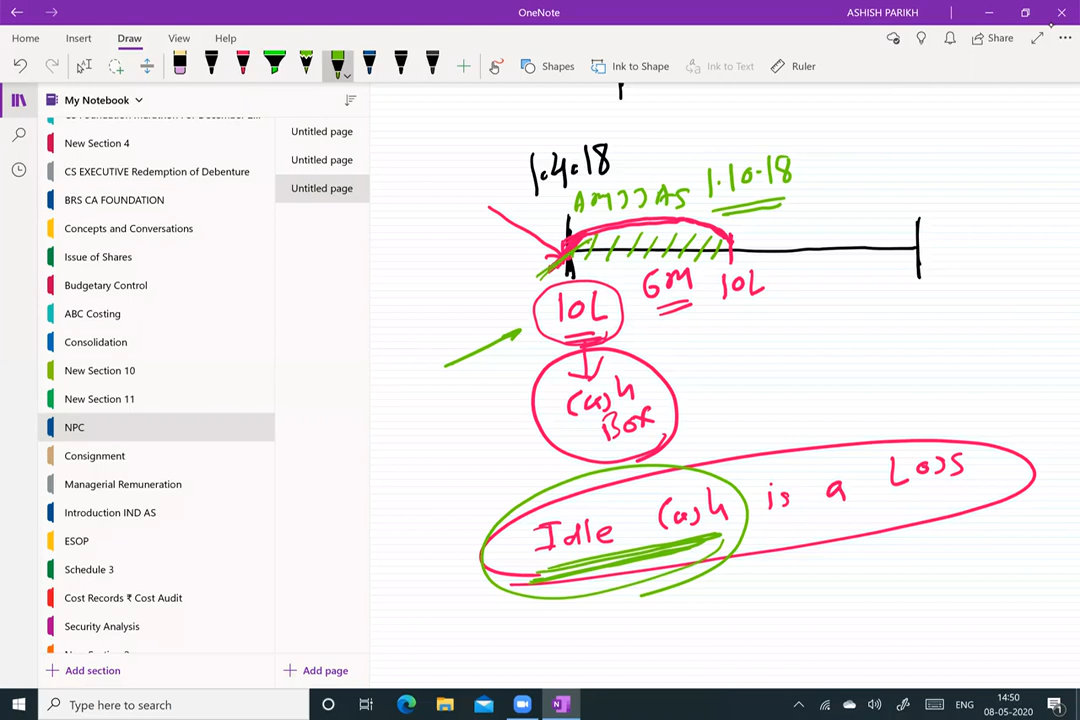 OneNote
ASHISH PARIKH
Home
Insert
Draw
View
Help
Share
Shapes
Ink to Shape
Ink to Text
Ruler
My Notebook
New Section 4
CS EXECUTIVE Redemption of Debenture
BRS CA FOUNDATION
Concepts and Conversations
Issue of Shares
Budgetary Control
ABC Costing
Consolidation
New Section 10
New Section 11
NPC
Consignment
Managerial Remuneration
Introduction IND AS
ESOP
Schedule 3
Cost Records ₹ Cost Audit
Security Analysis
Add section
Untitled page
Untitled page
Untitled page
Add page
1.4.18
AMJJAS 1.10.18
6M 10L
10L
Cash
Box
Idle Cash is a Loss
Type here to search
ENG
14:50
08-05-2020
1